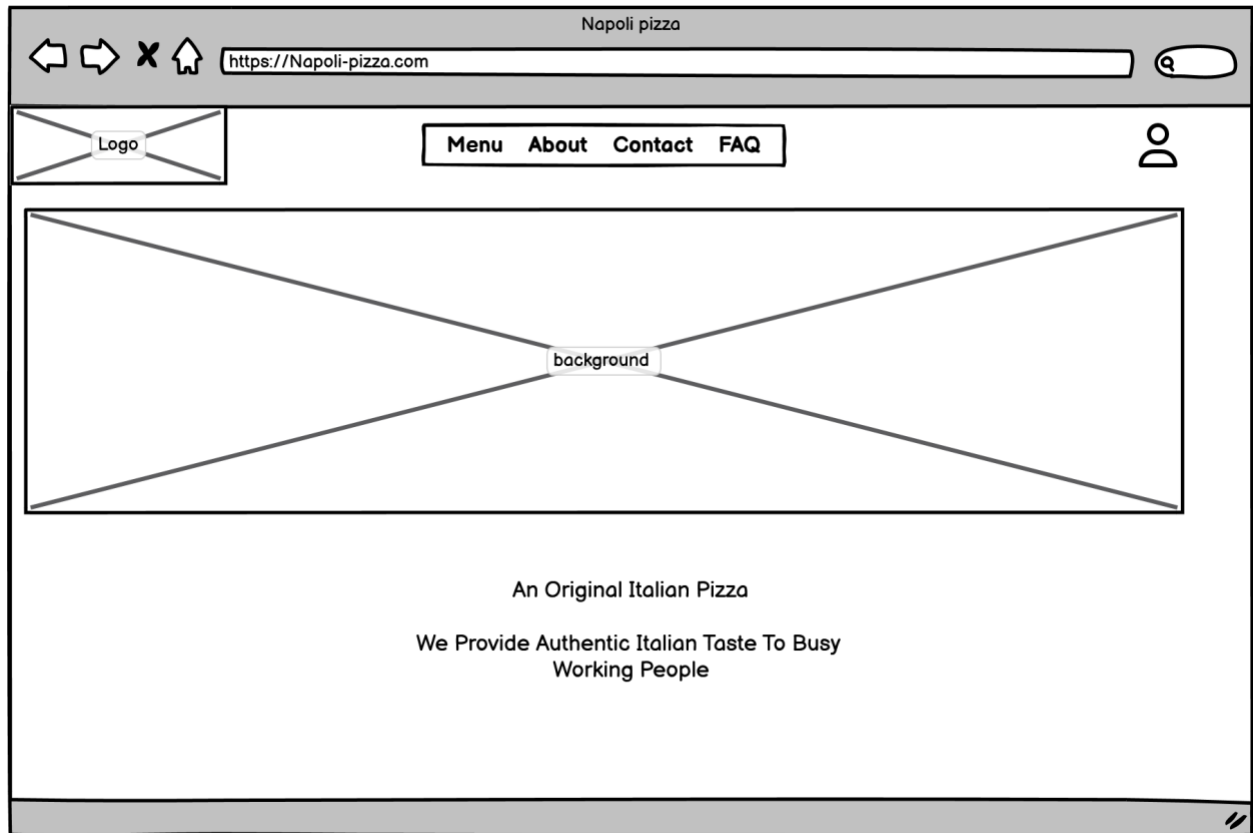 Napoli pizza
https://Napoli-pizza.com
Logo
Menu About Contact FAQ
background
An Original Italian Pizza
We Provide Authentic Italian Taste To Busy
Working People